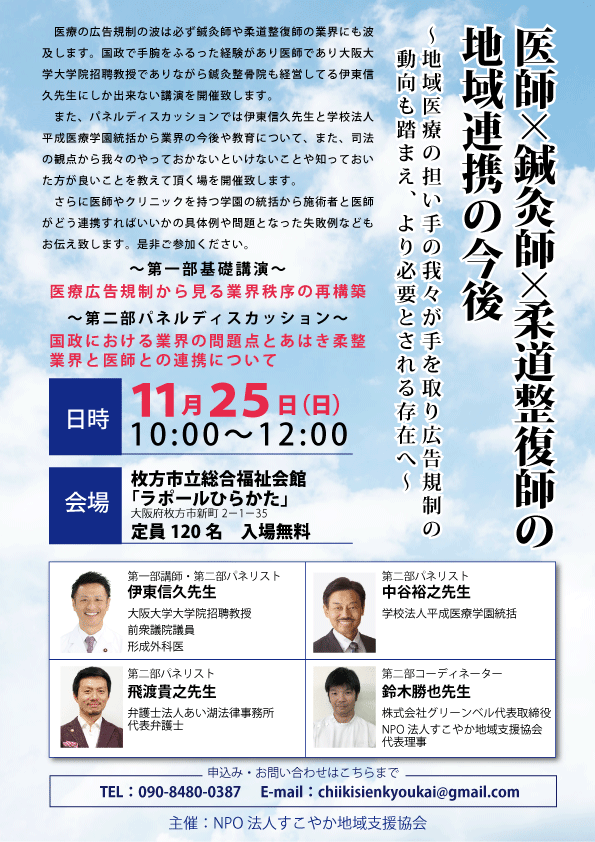 医師×鍼灸師×柔道整復師の
地域連携の今後
～地域医療の担い手の我々が手を取り広告規制の
動向も踏まえ、より必要とされる存在へ～
医療の広告規制の波は必ず鍼灸師や柔道整復師の業界にも波
及します。国政で手腕をふるった経験があり医師であり大阪大
学大学院招聘教授でありながら鍼灸整骨院も経営してる伊東信
久先生にしか出来ない講演を開催致します。
また、パネルディスカッションでは伊東信久先生と学校法人
平成医療学園統括から業界の今後や教育について、また、司法
の観点から我々のやっておかないといけないことや知っておい
た方が良いことを教えて頂く場を開催致します。
さらに医師やクリニックを持つ学園の統括から施術者と医師
がどう連携すればいいかの具体例や問題となった失敗例なども
お伝え致します。是非ご参加ください。
～第一部基礎講演～
医療広告規制から見る業界秩序の再構築
～第二部パネルディスカッション～
国政における業界の問題点とあはき柔整
業界と医師との連携について
日時
11月25日（日）
10:00～12:00
会場
枚方市立総合福祉会館
「ラポールひらかた」
大阪府枚方市新町2－1－35
定員120名 入場無料
第一部講師・第二部パネリスト
伊東信久先生
大阪大学大学院招聘教授
前衆議院議員
形成外科医
第二部パネリスト
中谷裕之先生
学校法人平成医療学園統括
第二部パネリスト
飛渡貴之先生
弁護士法人あい湖法律事務所
代表弁護士
第二部コーディネーター
鈴木勝也先生
株式会社グリーンベル代表取締役
NPO法人すこやか地域支援協会
代表理事
申込み・お問い合わせはこちらまで
TEL：090-8480-0387 E-mail：chiikisienkyoukai@gmail.com
主催：NPO法人すこやか地域支援協会